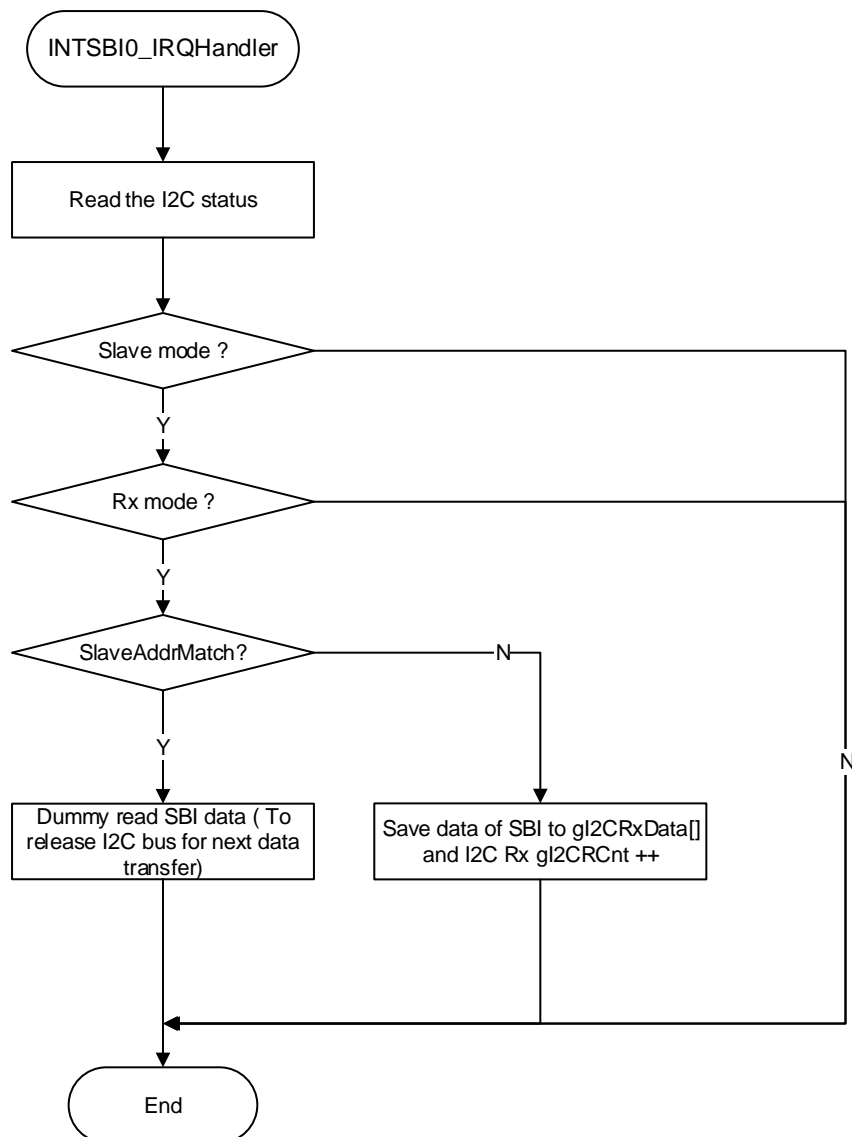 INTSBI0_IRQHandler
Read the I2C status
Slave mode ?
Y
Rx mode ?
Y
SlaveAddrMatch?
N
Y
N
Dummy read SBI data ( To
release I2C bus for next data
transfer)
Save data of SBI to gI2CRxData[]
and I2C Rx gI2CRCnt ++
End